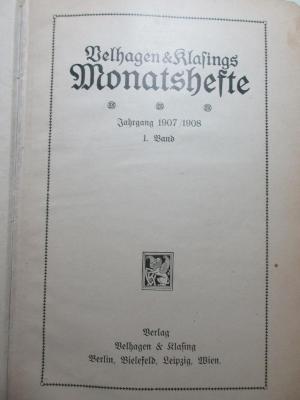 Velhagen & Klasings
Monatshefte
Jahrgang 1907/1908
1. Band
Verlag
Velhagen & Klasing
Berlin, Bielefeld, Leipzig, Wien.